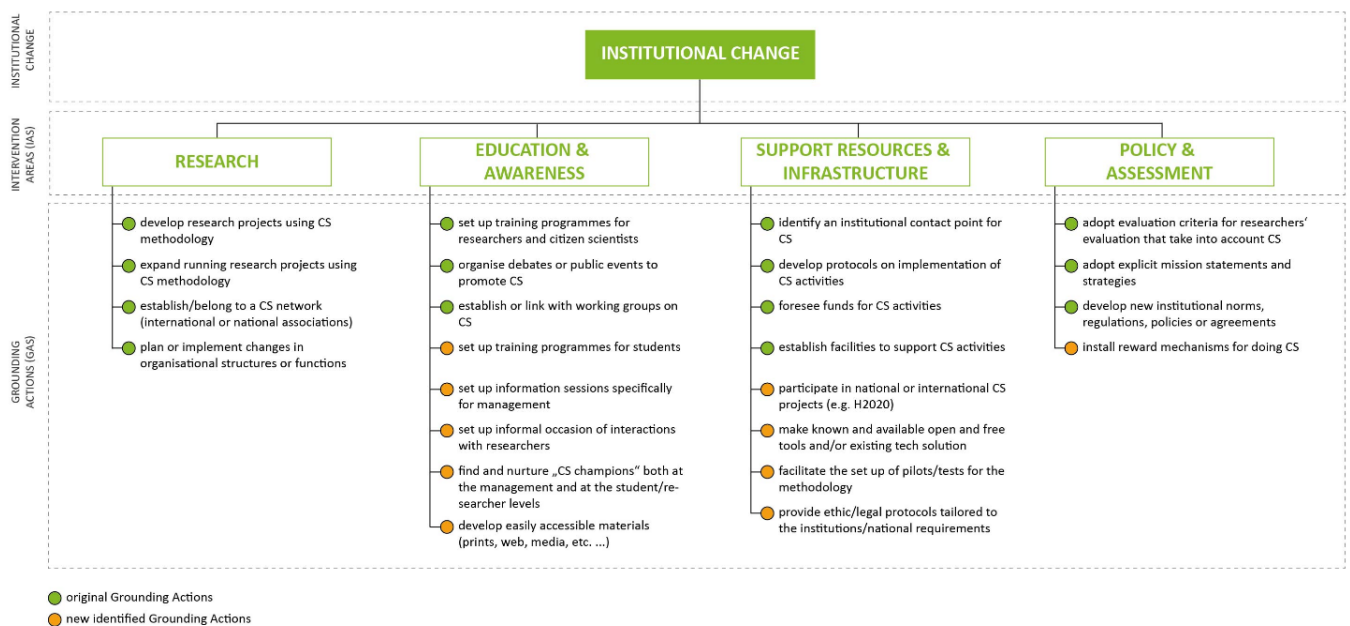 INSTITUTIONAL
CHANGE
INSTITUTIONAL CHANGE
INTERVENTION
AREAS (IAS)
RESEARCH
EDUCATION &
AWARENESS
SUPPORT RESOURCES &
INFRASTRUCTURE
POLICY &
ASSESSMENT
GROUNDING
ACTIONS (GAS)
develop research projects using CS
methodology
expand running research projects using
CS methodology
establish/belong to a CS network
(international or national associations)
plan or implement changes in
organisational structures or functions
set up training programmes for
researchers and citizen scientists
organise debates or public events to
promote CS
establish or link with working groups on
CS
set up training programmes for students
set up information sessions specifically
for management
set up informal occasion of interactions
with researchers
find and nurture „CS champions“ both at
the management and at the student/re-
searcher levels
develop easily accessible materials
(prints, web, media, etc. ...)
identify an institutional contact point for
CS
develop protocols on implementation of
CS activities
foresee funds for CS activities
establish facilities to support CS activities
participate in national or international CS
projects (e.g. H2020)
make known and available open and free
tools and/or existing tech solution
facilitate the set up of pilots/tests for the
methodology
provide ethic/legal protocols tailored to
the institutions/national requirements
adopt evaluation criteria for researchers‘
evaluation that take into account CS
adopt explicit mission statements and
strategies
develop new institutional norms,
regulations, policies or agreements
install reward mechanisms for doing CS
original Grounding Actions
new identified Grounding Actions